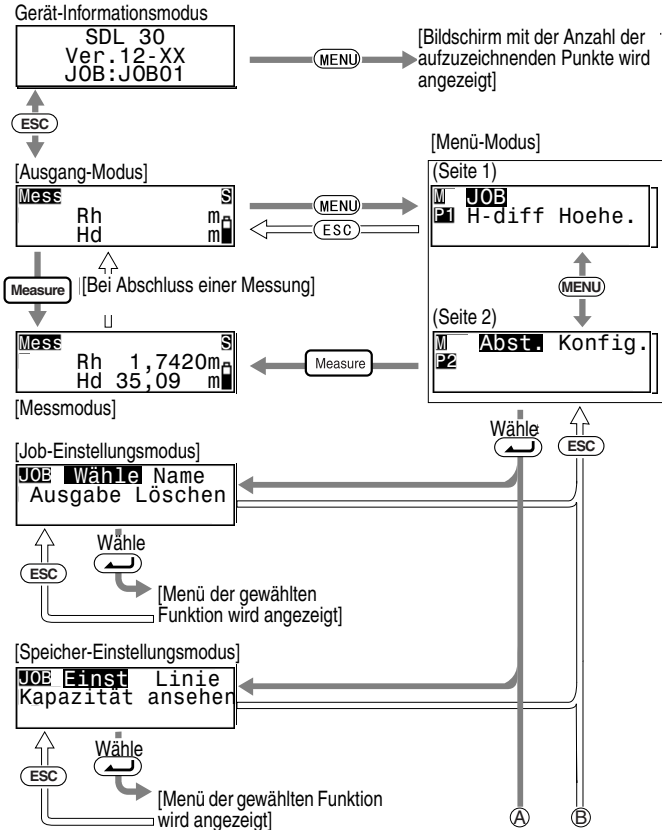 Gerät-Informationsmodus
SDL 30
Ver.12-XX
JOB:JOB01
MENU
[Bildschirm mit der Anzahl der
aufzuzeichnenden Punkte wird
angezeigt]
ESC
[Ausgang-Modus]
Mess S
Rh m
Hd m
MENU
ESC
[Menü-Modus]
(Seite 1)
M JOB
P1 H-diff Hoehe.
MENU
(Seite 2)
M Abst. Konfig.
P2
Measure
[Bei Abschluss einer Messung]
Mess S
Rh 1,7420m
Hd 35,09 m
Measure
[Messmodus]
Wähle
ESC
[Job-Einstellungsmodus]
JOB Wähle Name
Ausgabe Löschen
Wähle
ESC
[Menü der gewählten
Funktion wird angezeigt]
[Speicher-Einstellungsmodus]
JOB Einst Linie
Kapazität ansehen
Wähle
ESC
[Menü der gewählten Funktion
wird angezeigt]
A B